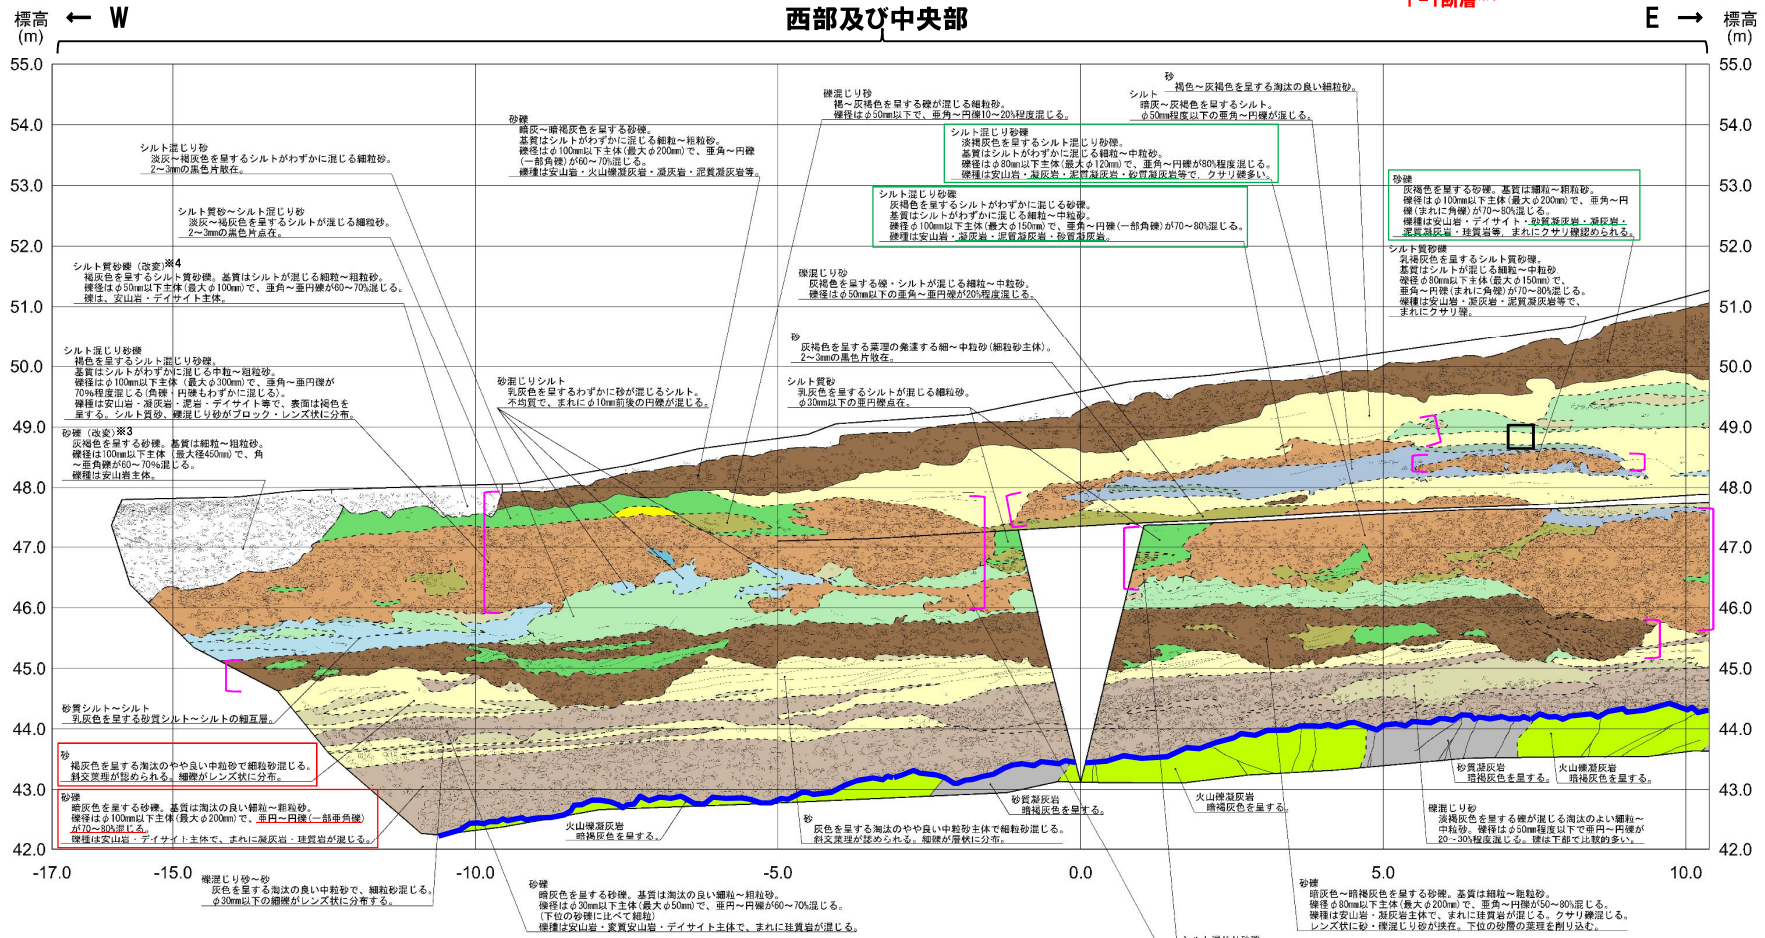 標高
(m)
← W
西部及び中央部
E →
標高
(m)
55.0
54.0
53.0
52.0
51.0
50.0
49.0
48.0
47.0
46.0
45.0
44.0
43.0
42.0
55.0
54.0
53.0
52.0
51.0
50.0
49.0
48.0
47.0
46.0
45.0
44.0
43.0
42.0
-17.0
-15.0
-10.0
-5.0
0.0
5.0
10.0
シルト混じり砂
淡灰~褐灰色を呈するシルトがわずかに混じる細粒砂。
2~3mmの黒色片散在。
シルト質砂~シルト混じり砂
淡灰~褐灰色を呈するシルトが混じる細粒砂。
2~3mmの黒色片点在。
シルト質砂礫(改変)※4
褐灰色を呈するシルト質砂礫。基質はシルトが混じる細粒~粗粒砂。
礫径はφ50mm以下主体(最大φ100mm)で、亜角~亜円礫が60~70%混じる。
礫は、安山岩・デイサイト主体。
シルト混じり砂礫
褐色を呈するシルト混じり砂礫。
基質はシルトがわずかに混じる中粒~粗粒砂。
礫径はφ100mm以下主体(最大φ300mm)で、亜角~亜円礫が
70%程度混じる(角礫・円礫もわずかに混じる)。
礫種は安山岩・凝灰岩・泥岩・デイサイト等で、表面は褐色を
呈する。シルト質砂、礫混じり砂がブロック・レンズ状に分布。
砂礫(改変)※3
灰褐色を呈する砂礫。基質は細粒~粗粒砂。
礫径は100mm以下主体(最大径450mm)で、角
~亜角礫が60~70%混じる。
礫種は安山岩主体。
砂礫
暗灰~暗褐灰色を呈する砂礫。
基質はシルトがわずかに混じる細粒~粗粒砂。
礫径はφ100mm以下主体(最大φ200mm)で、亜角~円礫
(一部角礫)が60~70%混じる。
礫種は安山岩・火山礫凝灰岩・凝灰岩・泥質凝灰岩等。
礫混じり砂
褐~灰褐色を呈する礫が混じる細粒砂。
礫径はφ50mm以下で、亜角~円礫10~20%程度混じる。
砂
褐色~灰褐色を呈する淘汰の良い細粒砂。
シルト
暗灰~灰褐色を呈するシルト。
φ50mm程度以下の亜角~円礫が混じる。
シルト混じり砂礫
淡褐灰色を呈するシルト混じり砂礫。
基質はシルトがわずかに混じる細粒~中粒砂。
礫径はφ80mm以下主体(最大φ120mm)で、亜角~円礫が80%程度混じる。
礫種は安山岩・凝灰岩・泥質凝灰岩・砂質凝灰岩等で、クサリ礫多い。
シルト混じり砂礫
灰褐色を呈するシルトがわずかに混じる砂礫。
基質はシルトがわずかに混じる細粒~中粒砂。
礫径はφ100mm以下主体(最大φ150mm)で、亜角~円礫(一部角礫)が70~80%混じる。
礫種は安山岩・凝灰岩・泥質凝灰岩・砂質凝灰岩。
砂礫
灰褐色を呈する砂礫。基質は細粒~粗粒砂。
礫径はφ100mm以下主体(最大φ200mm)で、亜角~円
礫(まれに角礫)が70~80%混じる。
礫種は安山岩・デイサイト・砂質凝灰岩・凝灰岩・
泥質凝灰岩・珪質岩等、まれにクサリ礫認められる。
シルト質砂礫
乳褐灰色を呈するシルト質砂礫。
基質はシルトが混じる細粒~中粒砂。
礫径φ80mm以下主体(最大φ150mm)で、
亜角~円礫(まれに角礫)が70~80%混じる。
礫種は安山岩・凝灰岩・泥質凝灰岩等で、
まれにクサリ礫。
礫混じり砂
灰褐色を呈する礫・シルトが混じる細粒~中粒砂。
礫径はφ50mm以下の亜角~亜円礫が20%程度混じる。
砂
灰褐色を呈する葉理の発達する細~中粒砂(細粒砂主体)。
2~3mmの黒色片散在。
シルト質砂
乳灰色を呈するシルトが混じる細粒砂。
φ30mm以下の亜円礫点在。
砂混じりシルト
乳灰色を呈するわずかに砂が混じるシルト。
不均質で、まれにφ10mm前後の円礫が混じる。
砂質シルト~シルト
乳灰色を呈する砂質シルト~シルトの細互層。
砂
褐灰色を呈する淘汰のやや良い中粒砂で細粒砂混じる。
斜交葉理が認められる。細礫がレンズ状に分布。
砂礫
暗灰色を呈する砂礫。基質は淘汰の良い細粒~粗粒砂。
礫径はφ100mm以下主体(最大φ200mm)で、亜円~円礫(一部亜角礫)
が70~80%混じる。
礫種は安山岩・デイサイト主体で、まれに凝灰岩・珪質岩が混じる。
礫混じり砂~砂
灰色を呈する淘汰の良い中粒砂で、細粒砂混じる。
φ30mm以下の細礫がレンズ状に分布する。
火山礫凝灰岩
暗褐灰色を呈する。
砂礫
暗灰色を呈する砂礫。基質は淘汰の良い細粒~粗粒砂。
礫径はφ30mm以下主体(最大φ50mm)で、亜円~円礫が60~70%混じる。
(下位の砂礫に比べて細粒)
礫種は安山岩・変質安山岩・デイサイト主体で、まれに珪質岩が混じる。
砂
灰色を呈する淘汰のやや良い中粒砂主体で細粒砂混じる。
斜交葉理が認められる。細礫が層状に分布。
砂質凝灰岩
暗褐灰色を呈する。
火山礫凝灰岩
暗褐灰色を呈する。
砂質凝灰岩
暗褐灰色を呈する。
火山礫凝灰岩
暗褐灰色を呈する。
礫混じり砂
淡褐灰色を呈する礫が混じる淘汰のよい細粒~
中粒砂。礫径はφ50mm程度以下で亜円~円礫が
20~30%程度混じる。礫は下部で比較的多い。
砂礫
暗灰色~暗褐灰色を呈する砂礫。基質は細粒~粗粒砂。
礫径φ80mm以下主体(最大φ200mm)で、亜角~円礫が50~80%混じる。
礫種は安山岩・凝灰岩主体で、まれに珪質岩が混じる。クサリ礫混じる。
レンズ状に砂・礫混じり砂が挟在。下位の砂層の葉理を削り込む。